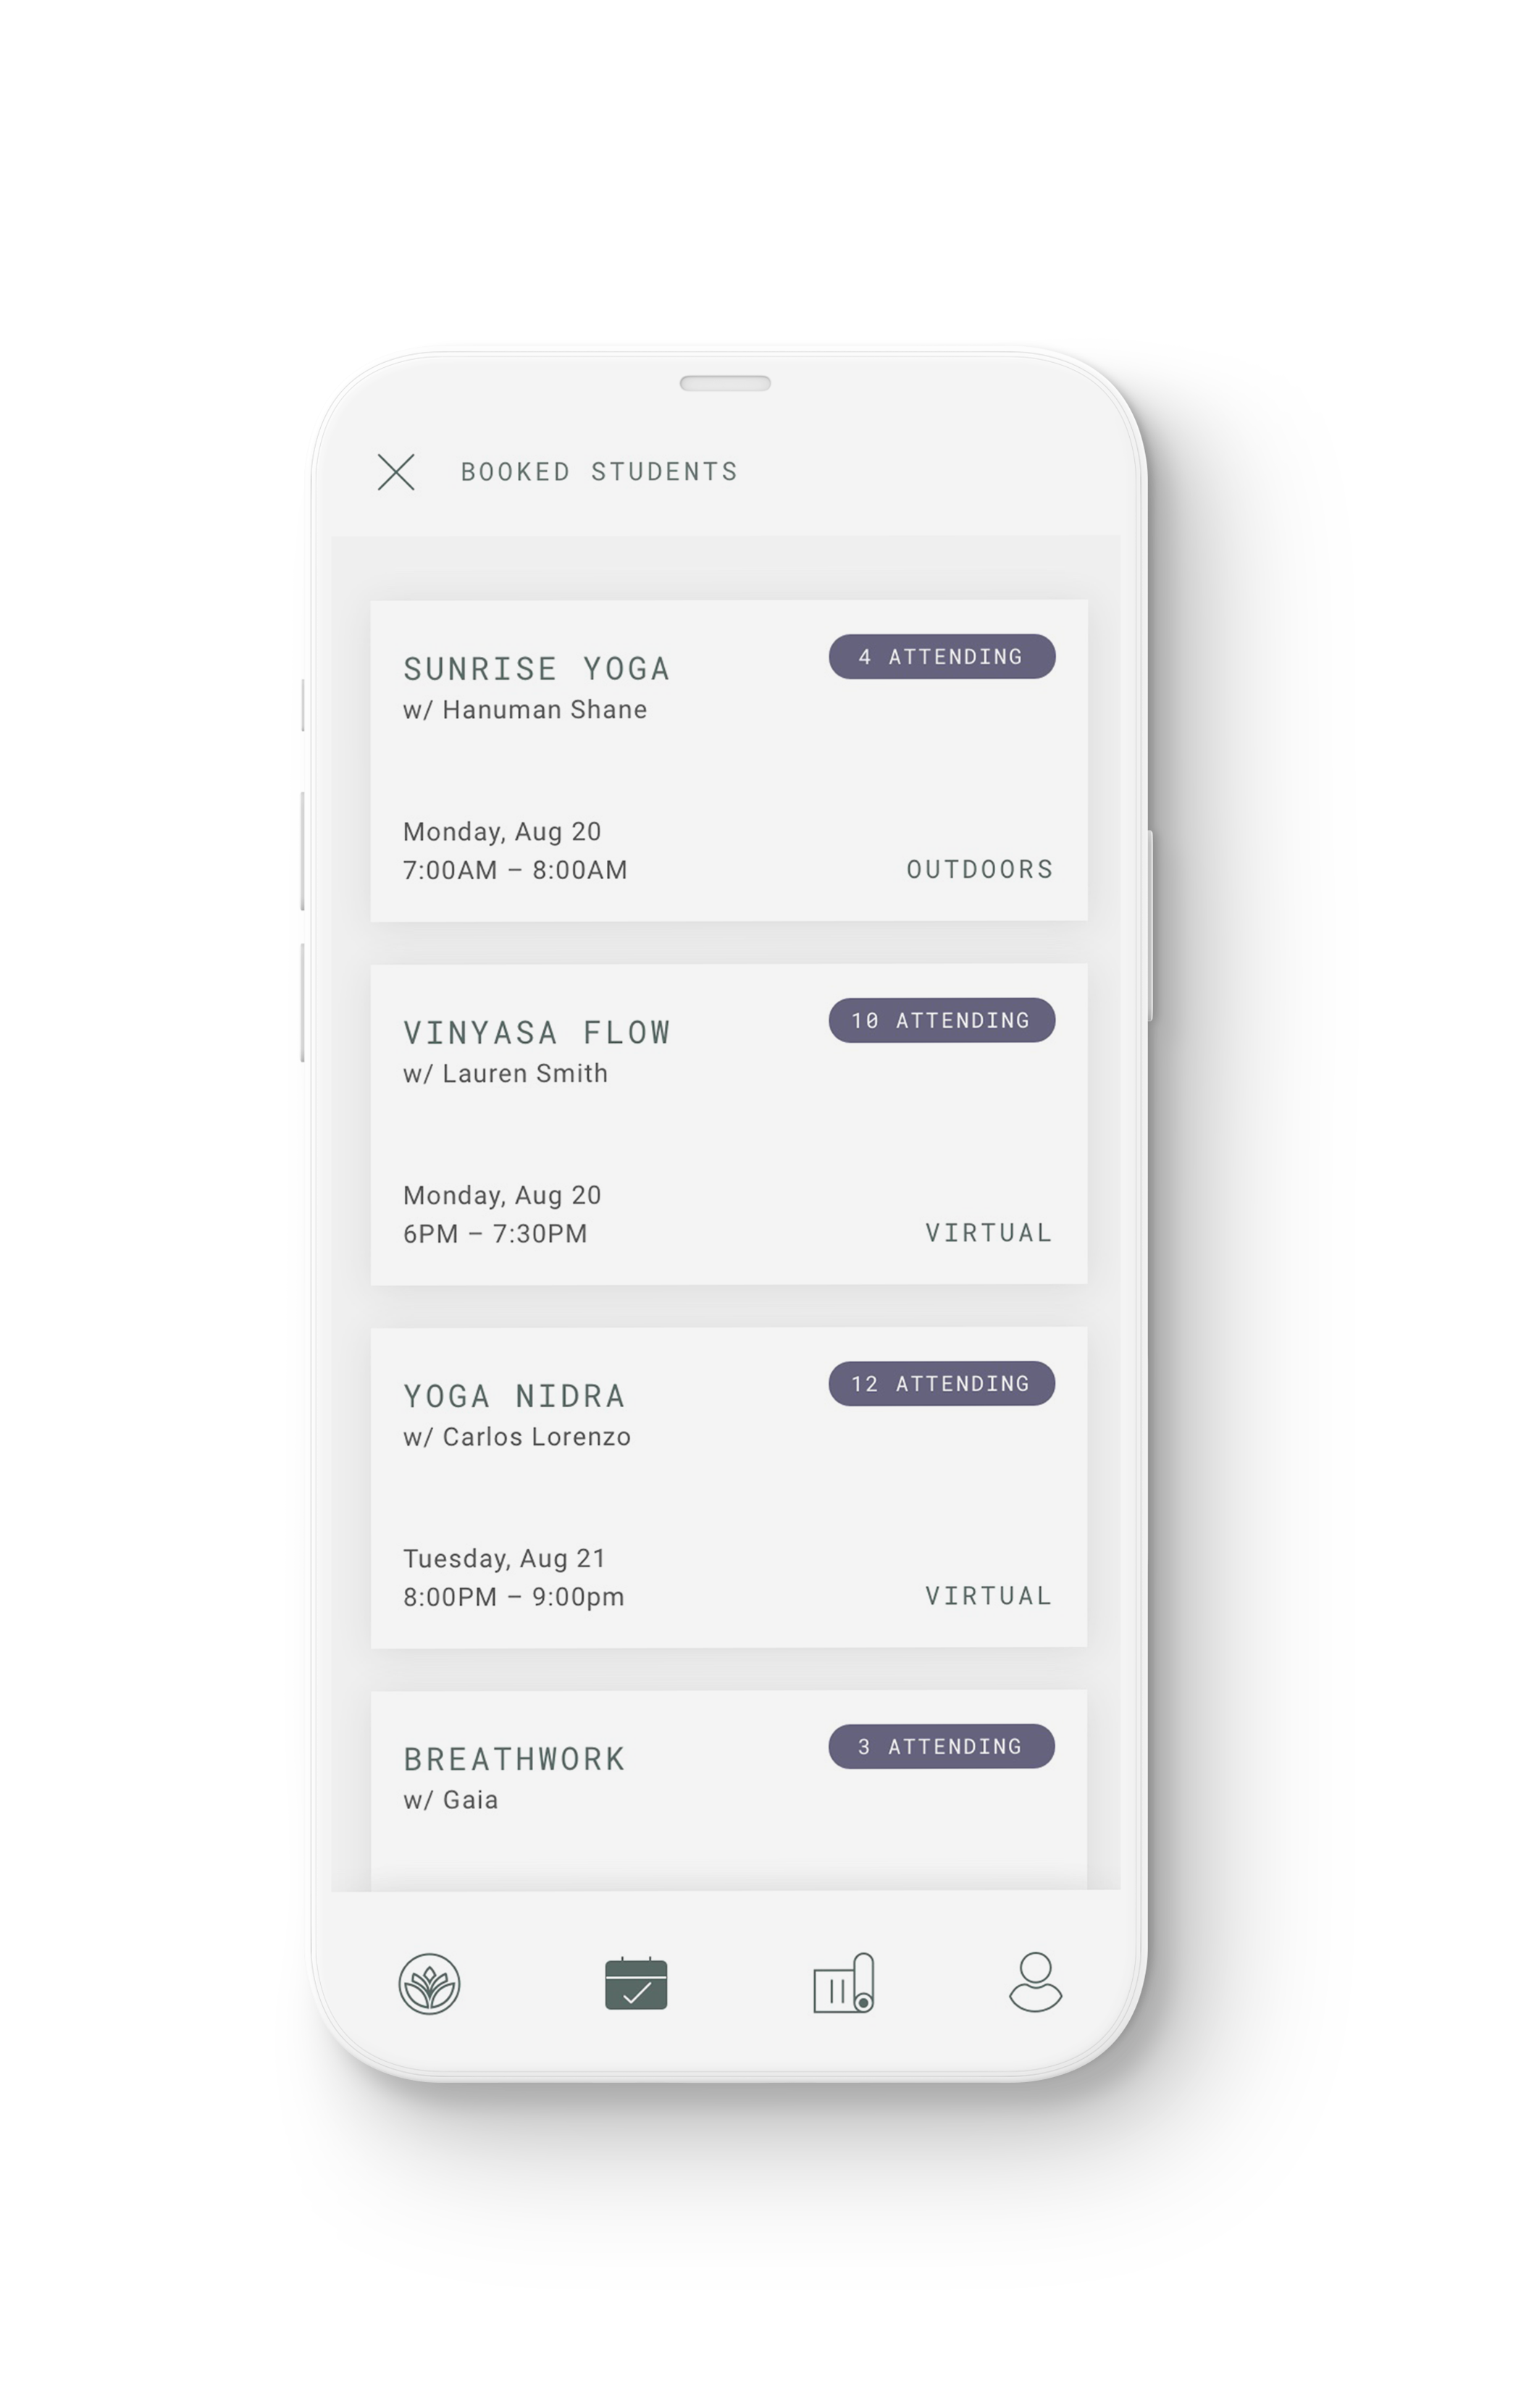 BOOKED STUDENTS
SUNRISE YOGA
4 ATTENDING
w/ Hanuman Shane
Monday, Aug 20
7:00AM – 8:00AM
OUTDOORS
VINYASA FLOW
10 ATTENDING
w/ Lauren Smith
Monday, Aug 20
6PM – 7:30PM
VIRTUAL
YOGA NIDRA
12 ATTENDING
w/ Carlos Lorenzo
Tuesday, Aug 21
8:00PM – 9:00pm
VIRTUAL
BREATHWORK
3 ATTENDING
w/ Gaia